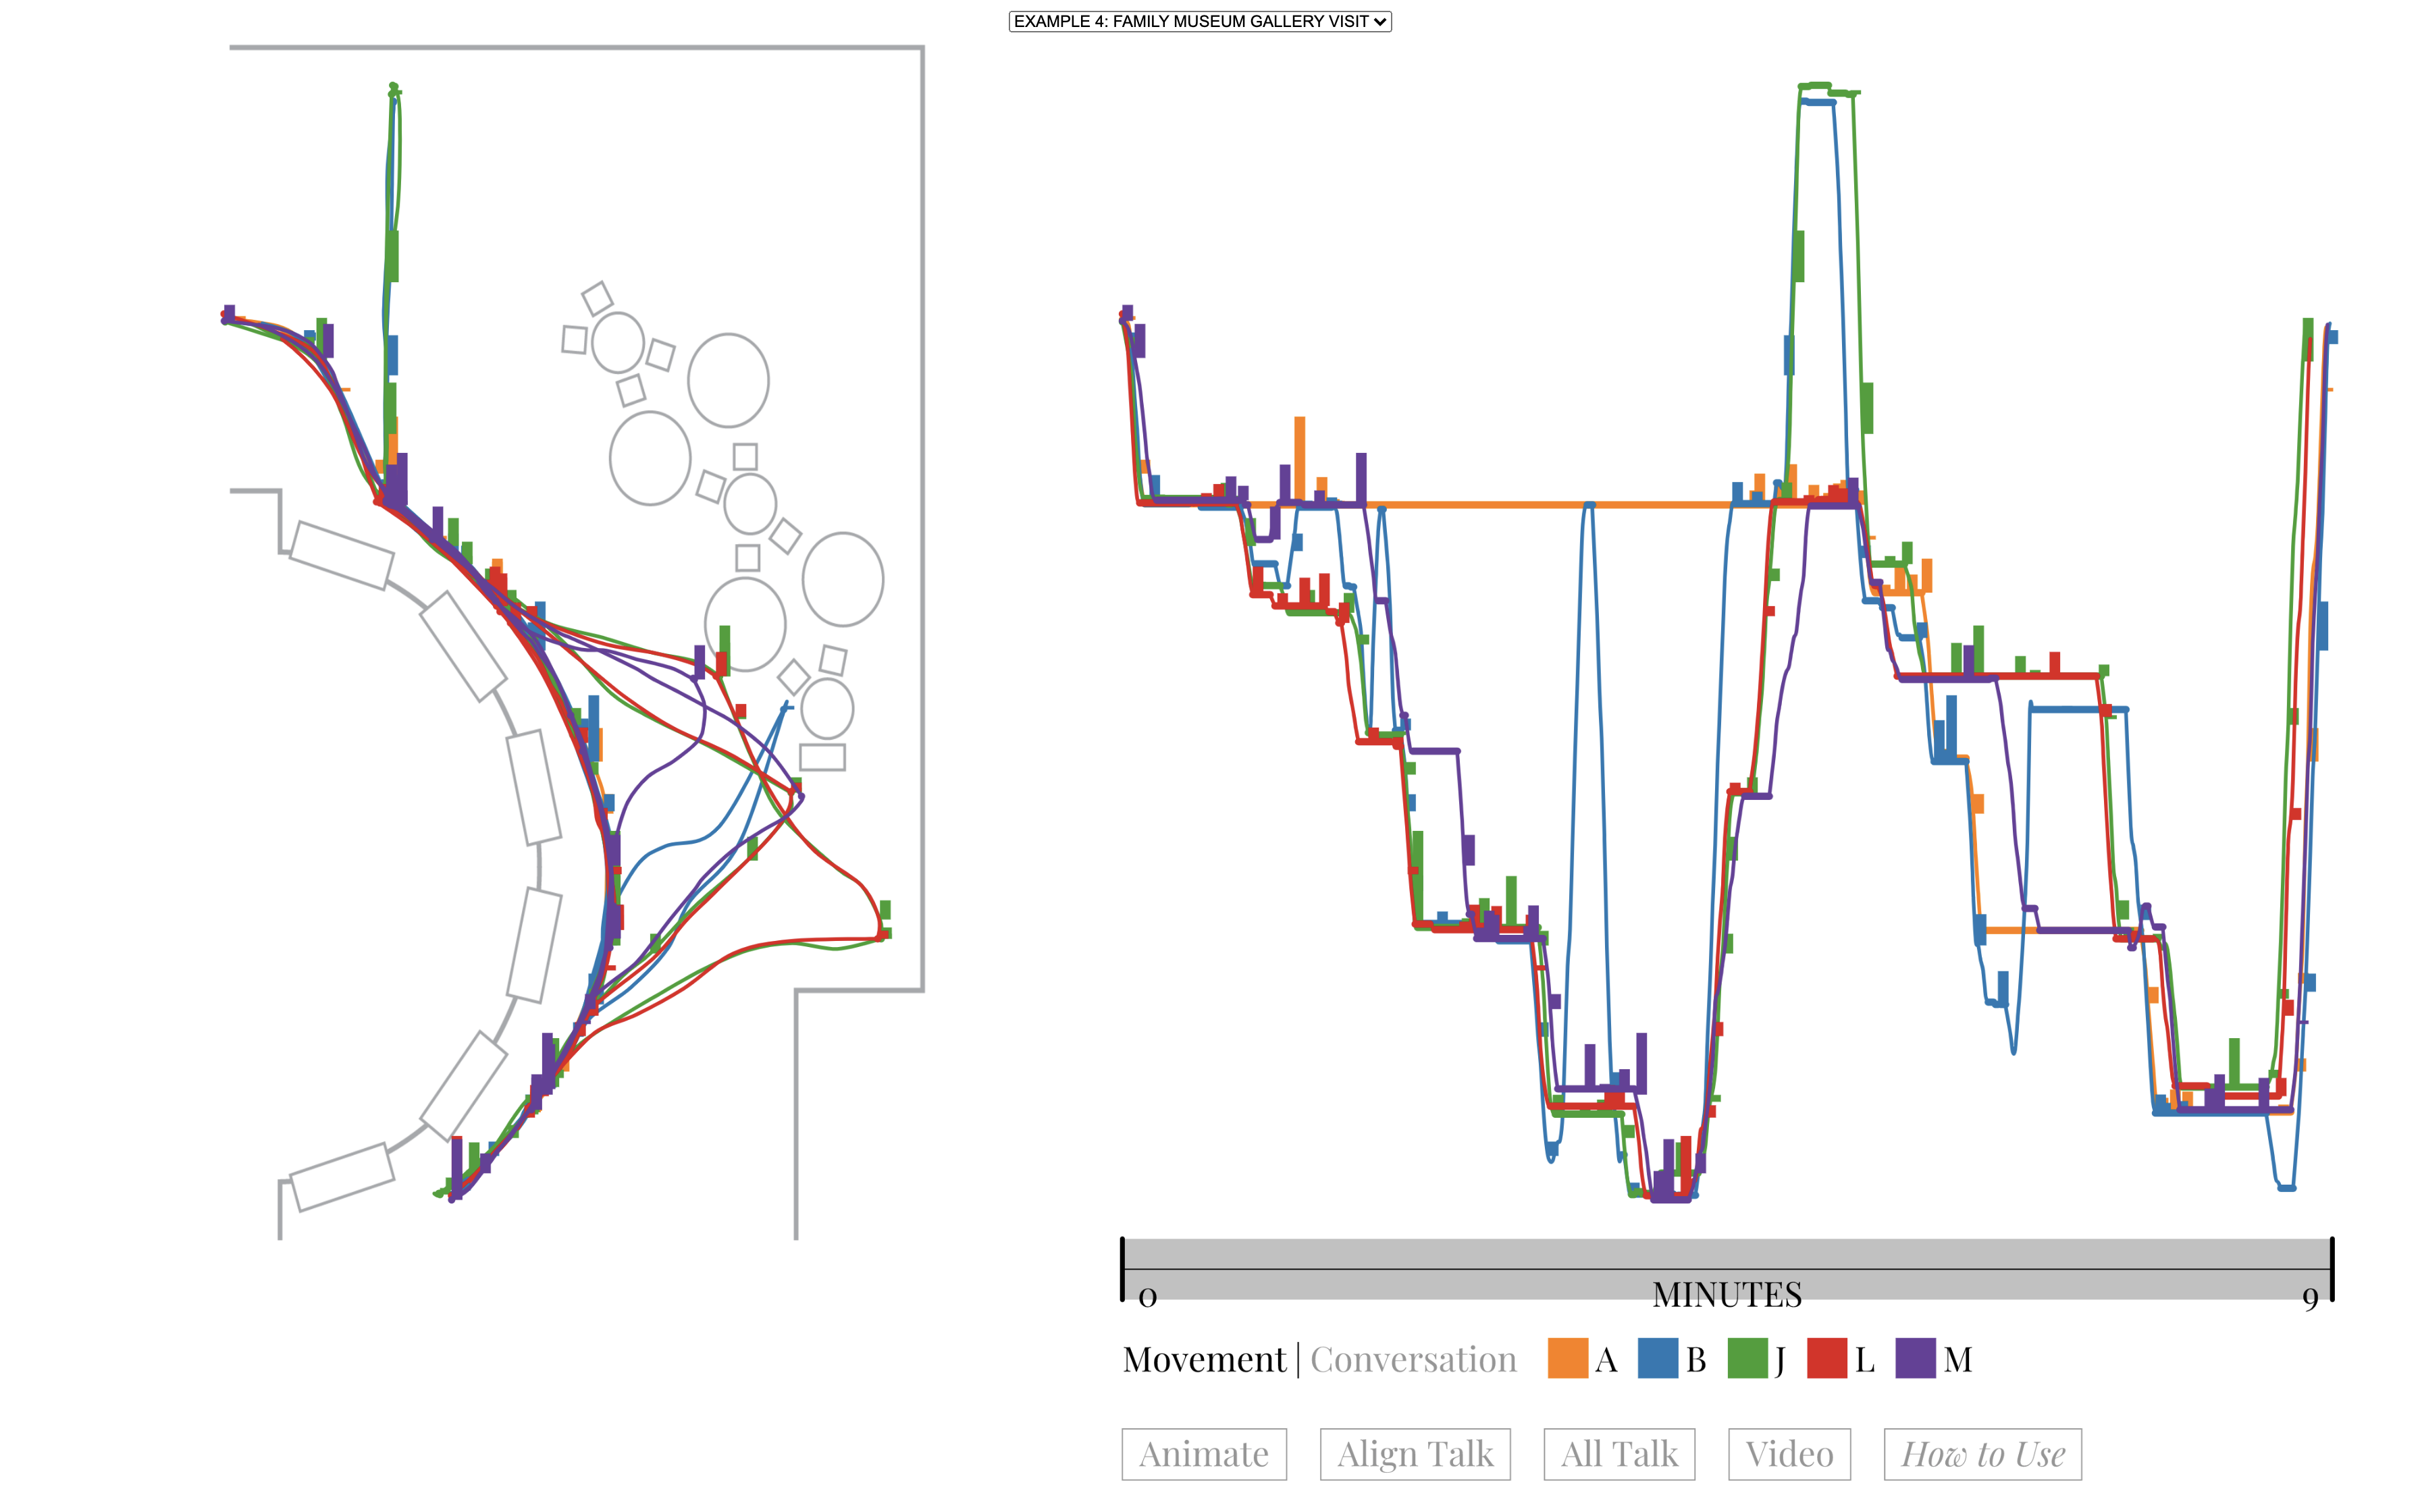 EXAMPLE 4: FAMILY MUSEUM GALLERY VISIT
0 MINUTES 9
Movement | Conversation A B J L M
Animate Align Talk All Talk Video How to Use